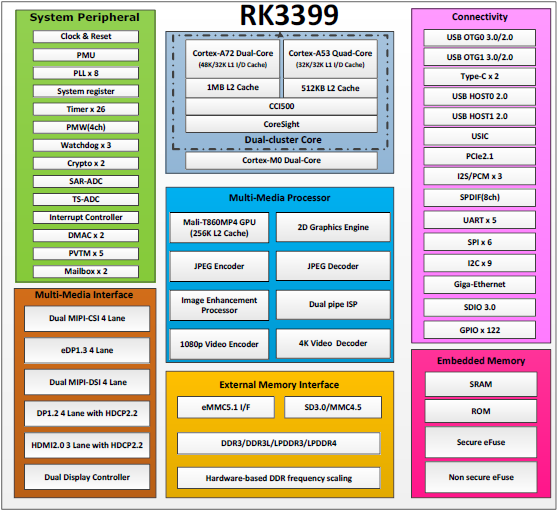 RK3399
System Peripheral
Clock & Reset
PMU
PLL x 8
System register
Timer x 26
PMW(4ch)
Watchdog x 3
Crypto x 2
SAR-ADC
TS-ADC
Interrupt Controller
DMAC x 2
PVTM x 5
Mailbox x 2
Multi-Media Interface
Dual MIPI-CSI 4 Lane
eDP1.3 4 Lane
Dual MIPI-DSI 4 Lane
DP1.2 4 Lane with HDCP2.2
HDMI2.0 3 Lane with HDCP2.2
Dual Display Controller
Cortex-A72 Dual-Core
(48K/32K L1 I/D Cache)
Cortex-A53 Quad-Core
(32K/32K L1 I/D Cache)
1MB L2 Cache
512KB L2 Cache
CCI500
CoreSight
Dual-cluster Core
Cortex-M0 Dual-Core
Multi-Media Processor
Mali-T860MP4 GPU
(256K L2 Cache)
2D Graphics Engine
JPEG Encoder
JPEG Decoder
Image Enhancement
Processor
Dual pipe ISP
1080p Video Encoder
4K Video Decoder
External Memory Interface
eMMC5.1 I/F
SD3.0/MMC4.5
DDR3/DDR3L/LPDDR3/LPDDR4
Hardware-based DDR frequency scaling
Connectivity
USB OTG0 3.0/2.0
USB OTG1 3.0/2.0
Type-C x 2
USB HOST0 2.0
USB HOST1 2.0
USIC
PCIe2.1
I2S/PCM x 3
SPDIF(8ch)
UART x 5
SPI x 6
I2C x 9
Giga-Ethernet
SDIO 3.0
GPIO x 122
Embedded Memory
SRAM
ROM
Secure eFuse
Non secure eFuse